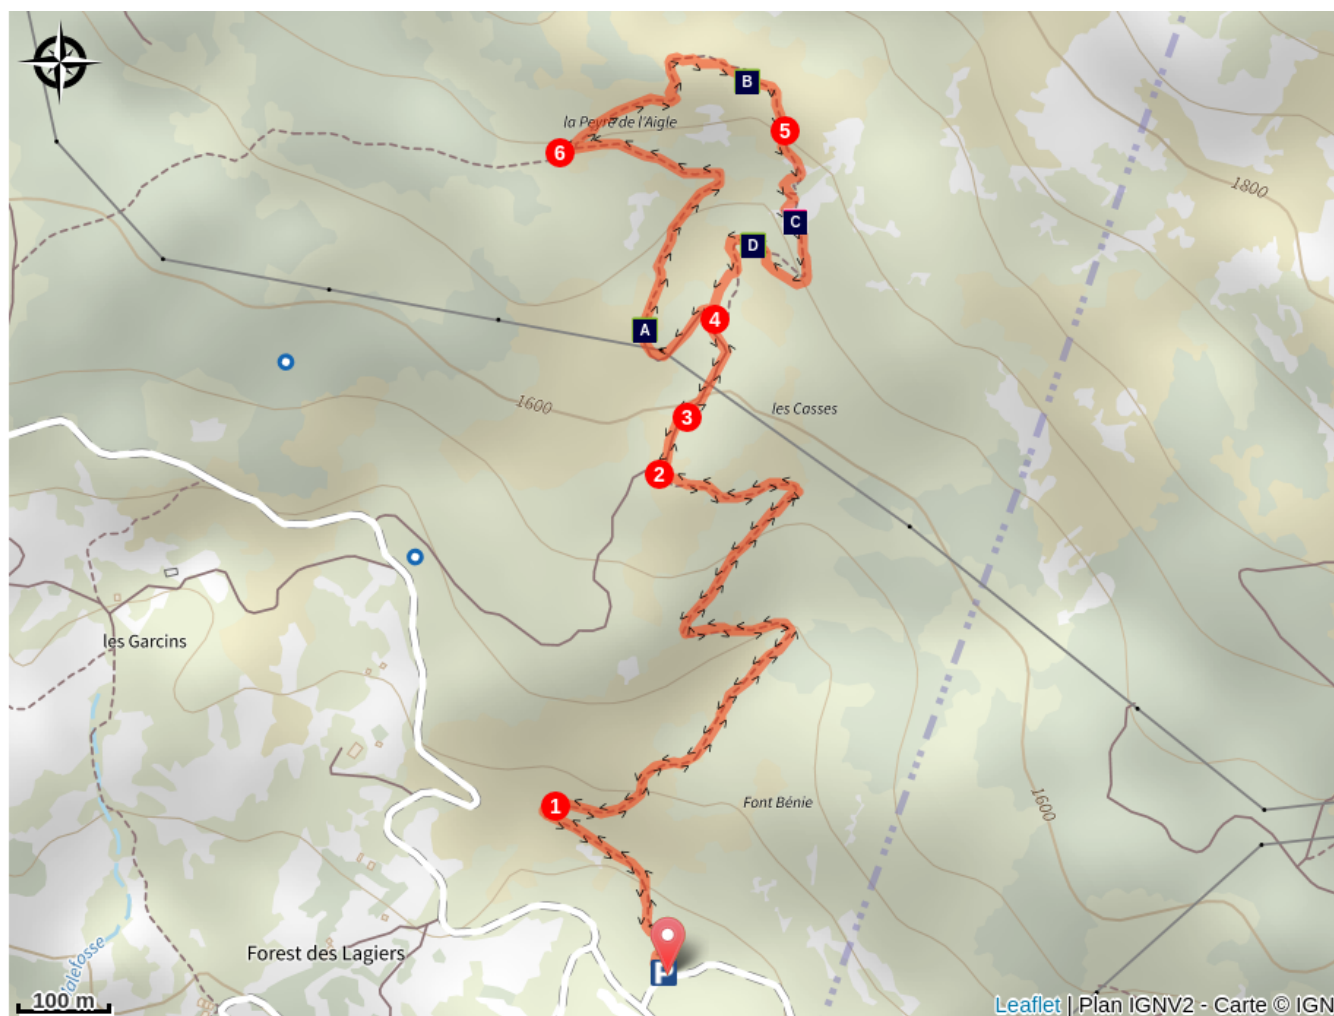 B
la Peyre de l'Aigle
5
6
1800
C
D
4
A
1600
les Casses
3
2
les Garcins
1
Font Bénie
1600
Forest des Lagiers
P
100 m
Leaflet | Plan IGNV2 - Carte © IGN